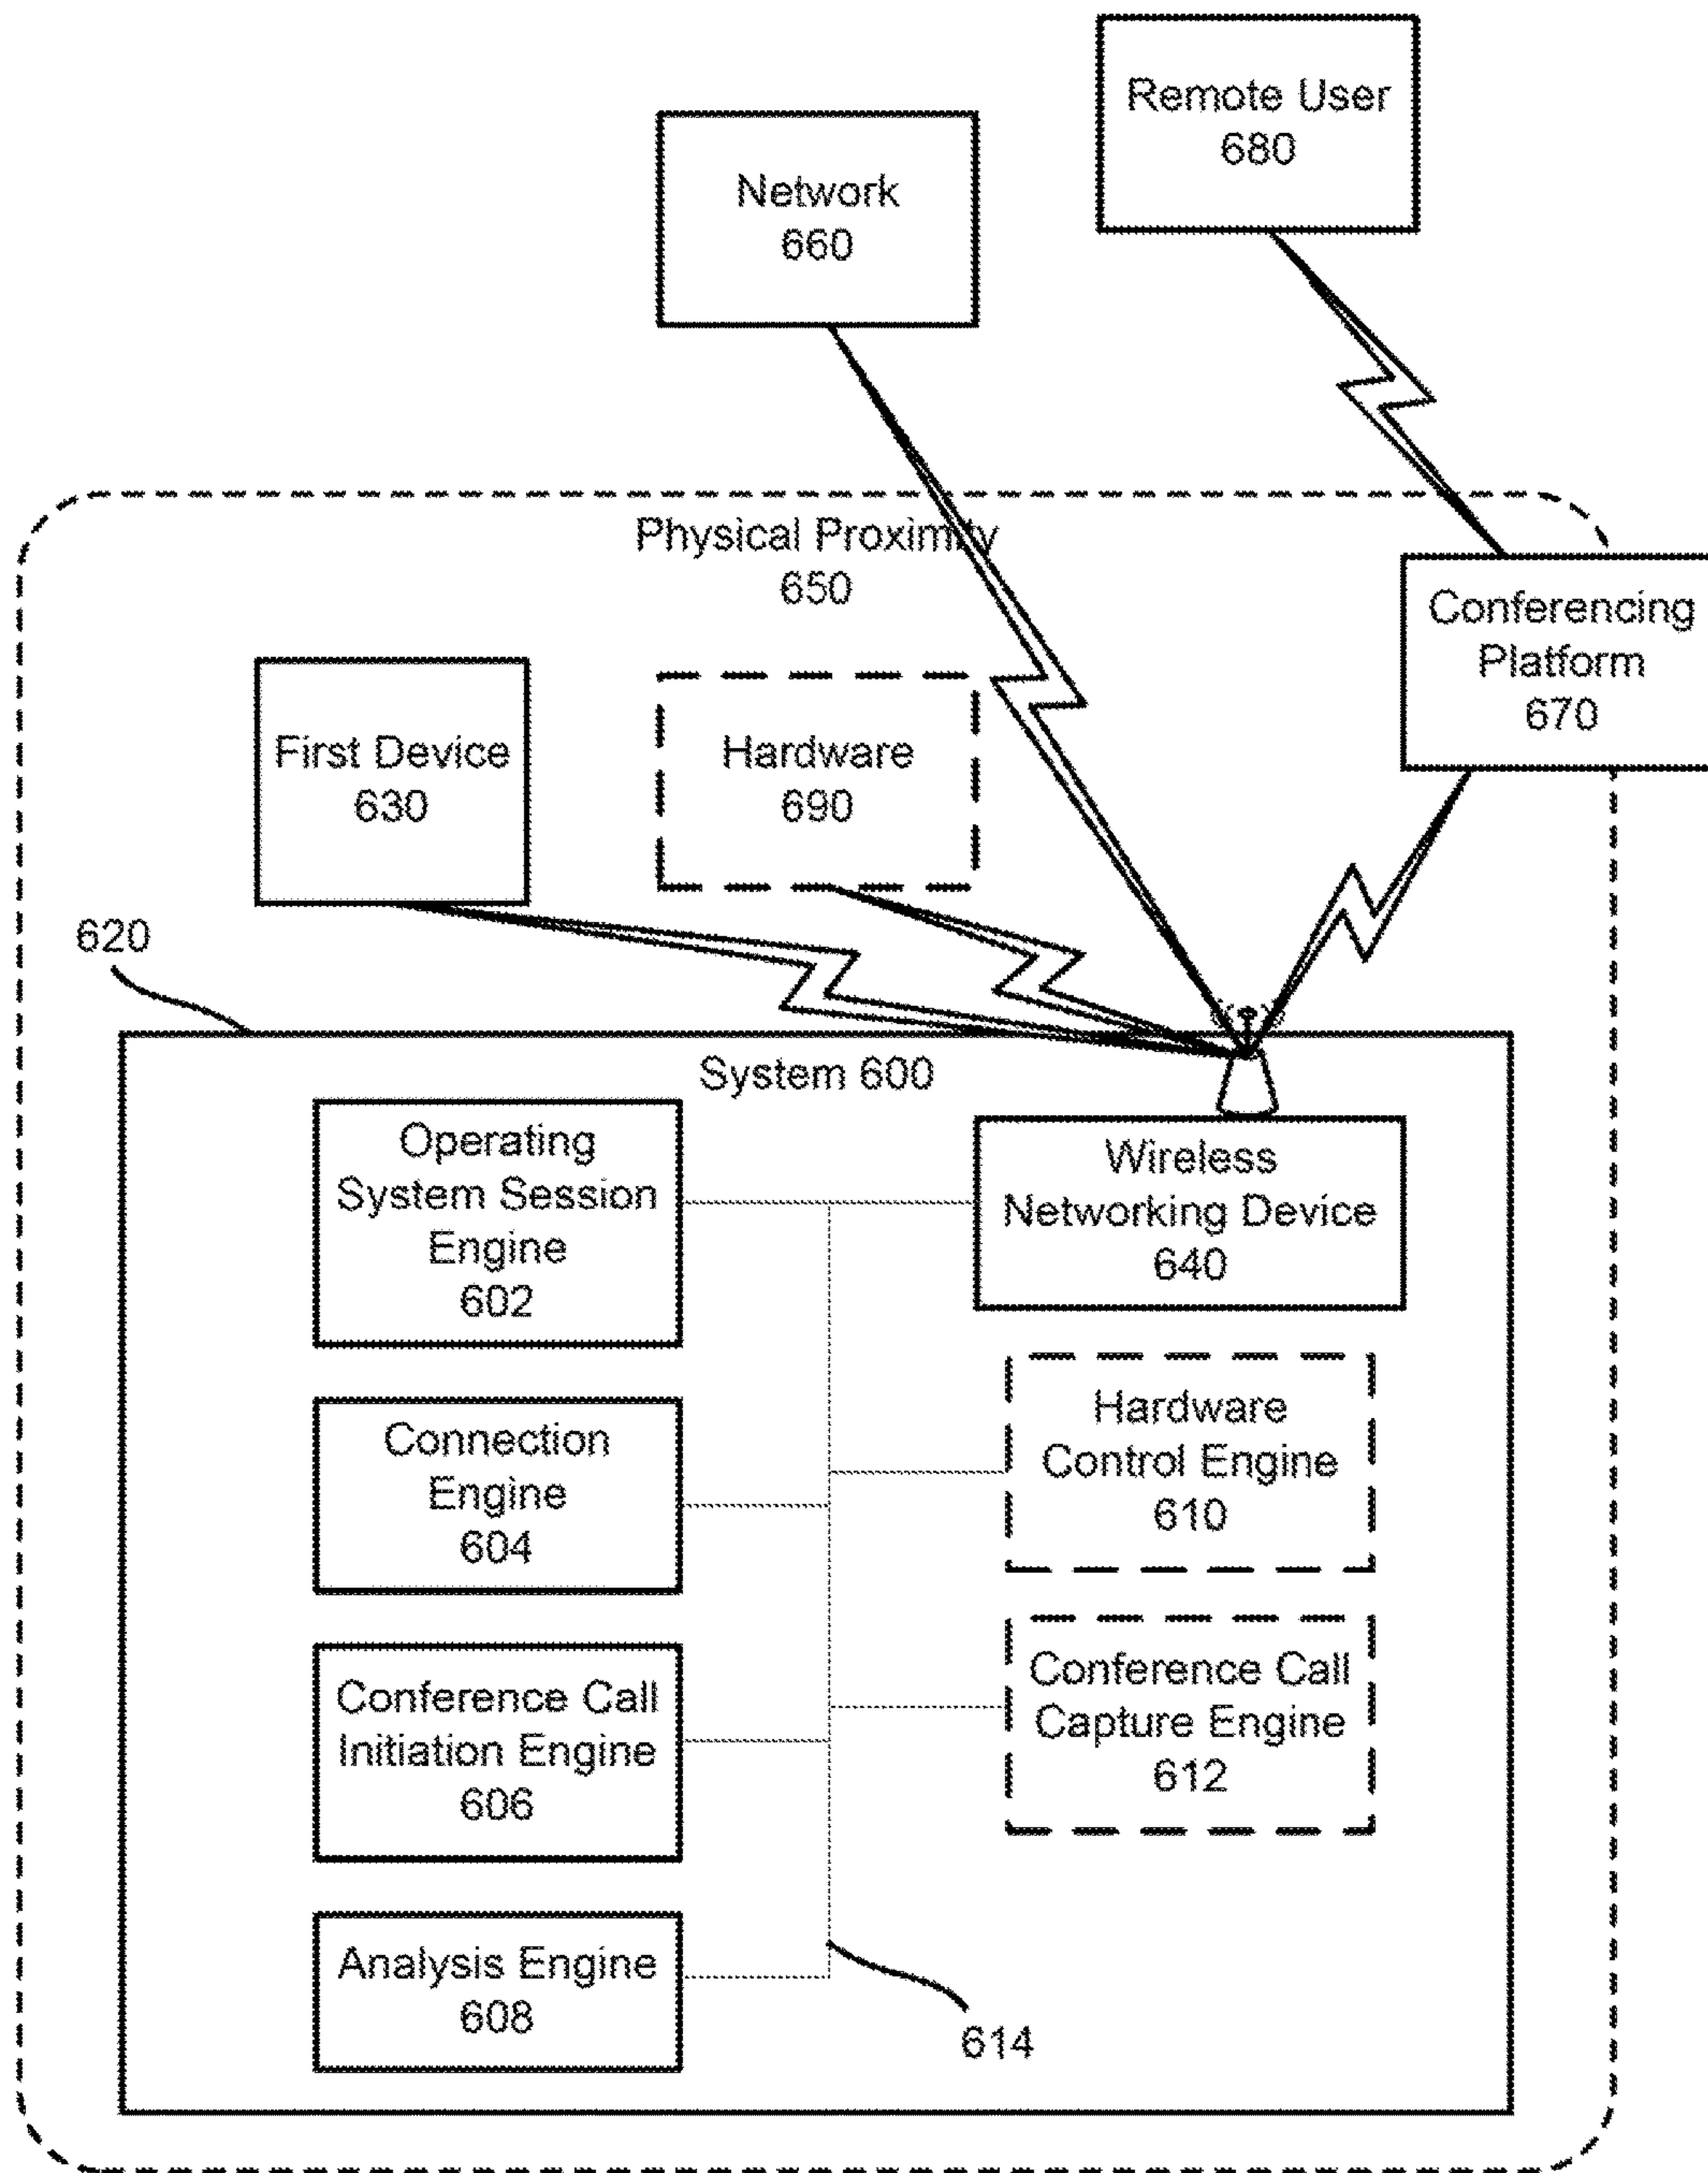 Remote User
680
Network
660
Physical Proximity
650
Conferencing
Platform
670
First Device
630
Hardware
690
620
System 600
Operating
System Session
Engine
602
Wireless
Networking Device
640
Connection
Engine
604
Hardware
Control Engine
610
Conference Call
Initiation Engine
606
Conference Call
Capture Engine
612
Analysis Engine
608
614